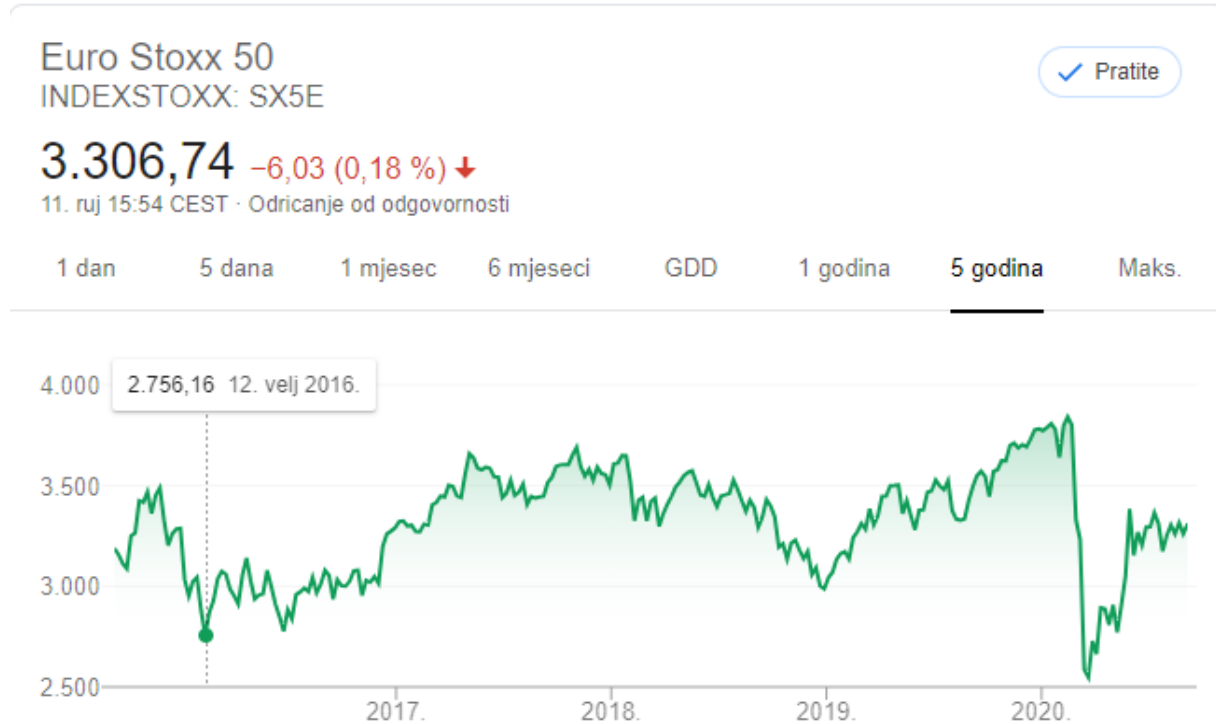 Euro Stoxx 50
INDEXSTOXX: SX5E
Pratite
3.306,74 −6,03 (0,18 %)
11. ruj 15:54 CEST · Odricanje od odgovornosti
1 dan 5 dana 1 mjesec 6 mjeseci GDD 1 godina 5 godina Maks.
4.000
2.756,16 12. velj 2016.
3.500
3.000
2.500
2017. 2018. 2019. 2020.